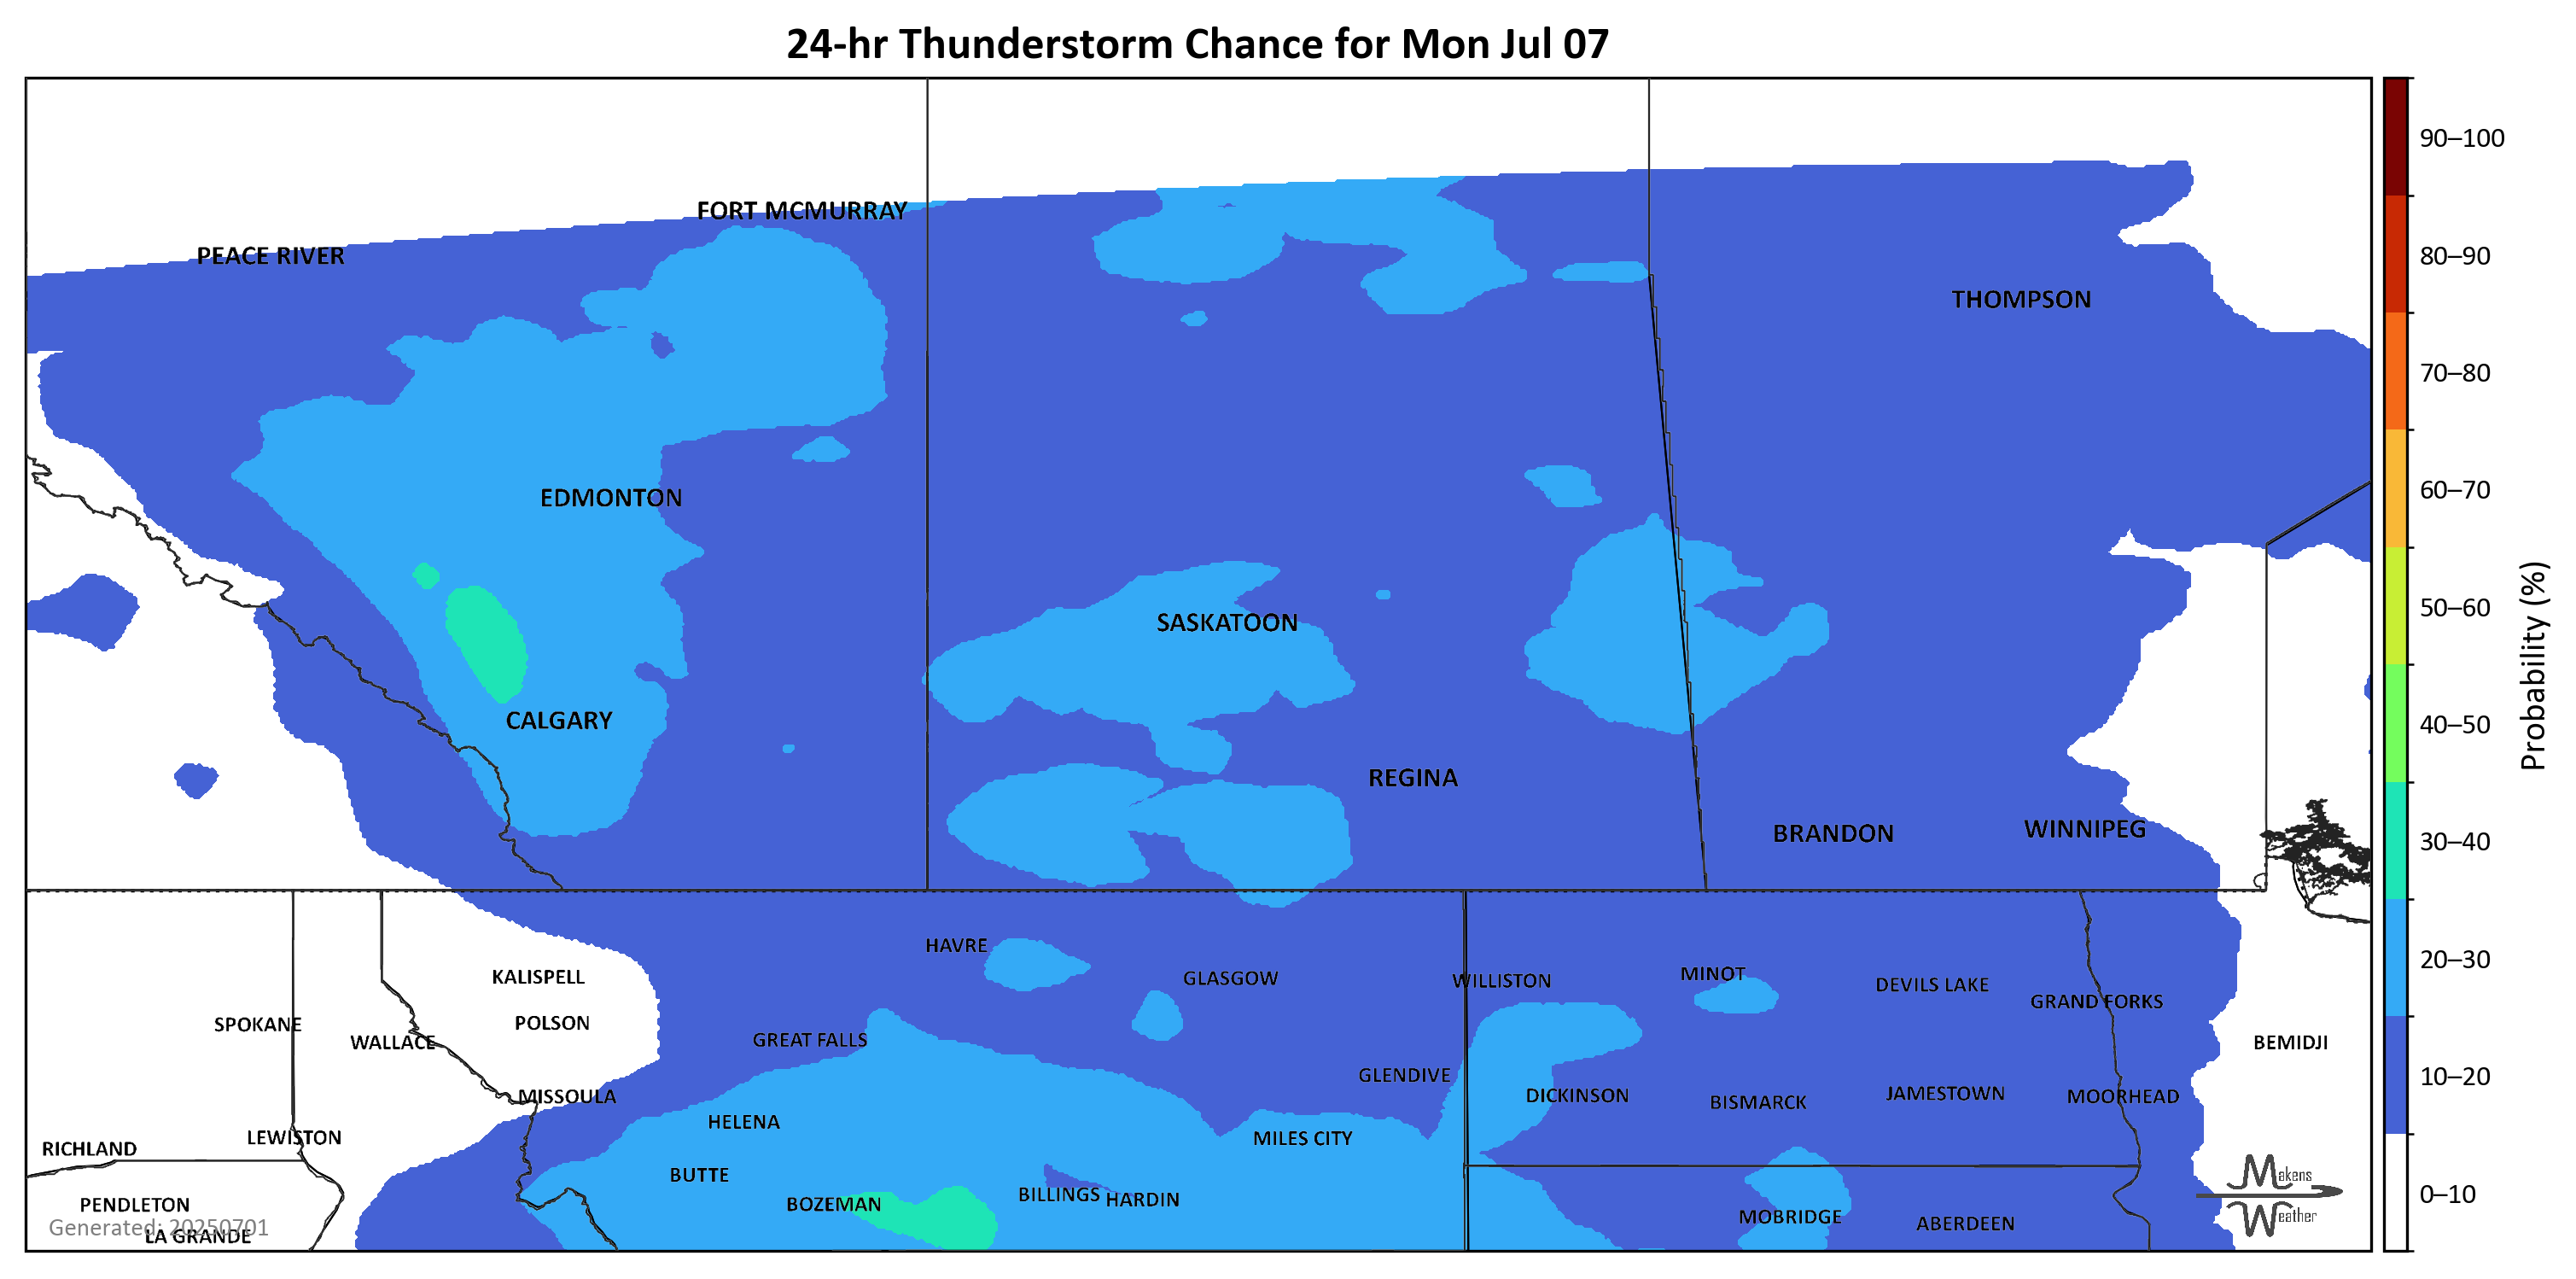 24-hr Thunderstorm Chance for Mon Jul 07
90–100
FORT MCMURRAY
PEACE RIVER
80–90
THOMPSON
70–80
60–70
EDMONTON
50–60
SASKATOON
Probability (%)
CALGARY
40–50
REGINA
WINNIPEG
BRANDON
30–40
HAVRE
20–30
KALISPELL
GLASGOW
WILLISTON
MINOT
DEVILS LAKE
GRAND FORKS
SPOKANE
POLSON
WALLACE
GREAT FALLS
BEMIDJI
GLENDIVE
10–20
MISSOULA
DICKINSON
BISMARCK
JAMESTOWN
MOORHEAD
HELENA
LEWISTON
MILES CITY
RICHLAND
BUTTE
Makens
BILLINGS
HARDIN
0–10
PENDLETON
BOZEMAN
Weather
MOBRIDGE
ABERDEEN
Generated: 20250701
LA GRANDE